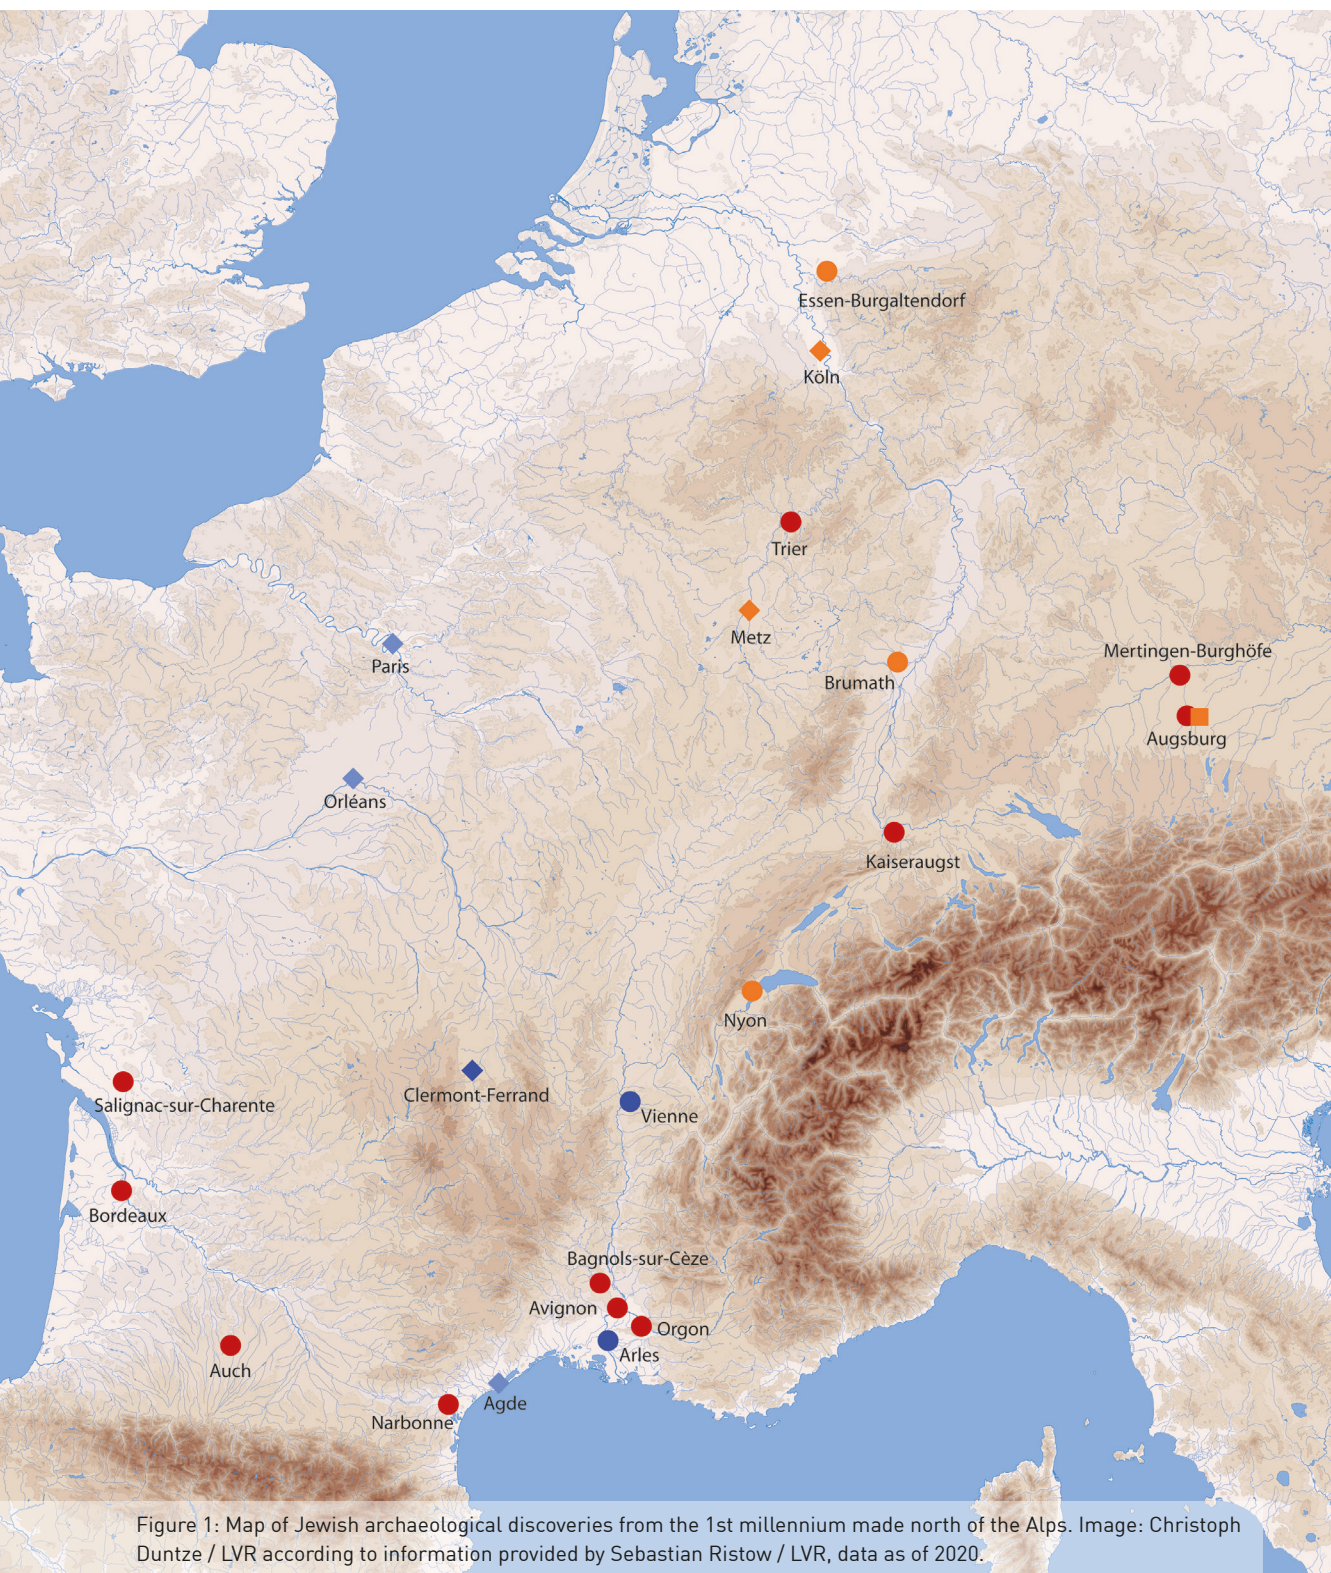 Essen-Burgaltendorf
Köln
Trier
Metz
Mertingen-Burghöfe
Paris
Brumath
Augsburg
Orléans
Kaiseraugst
Nyon
Clermont-Ferrand
Salignac-sur-Charente
Vienne
Bordeaux
Bagnols-sur-Cèze
Avignon
Orgon
Arles
Auch
Agde
Narbonne
Figure 1: Map of Jewish archaeological discoveries from the 1st millennium made north of the Alps. Image: Christoph
Duntze / LVR according to information provided by Sebastian Ristow / LVR, data as of 2020.